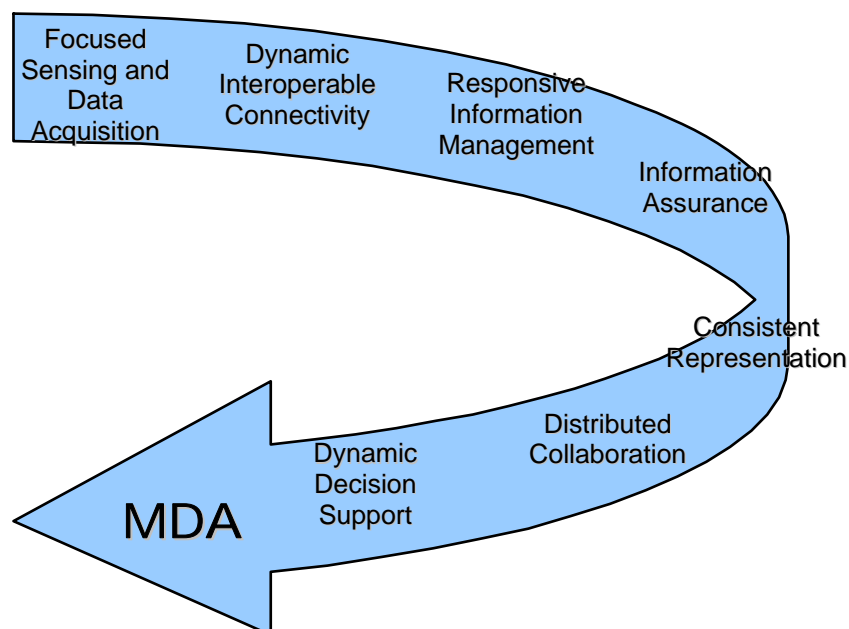 Focused
Sensing and
Data
Acquisition
Dynamic
Interoperable
Connectivity
Responsive
Information
Management
Information
Assurance
Consistent
Representation
Distributed
Collaboration
Dynamic
Decision
Support
MDA